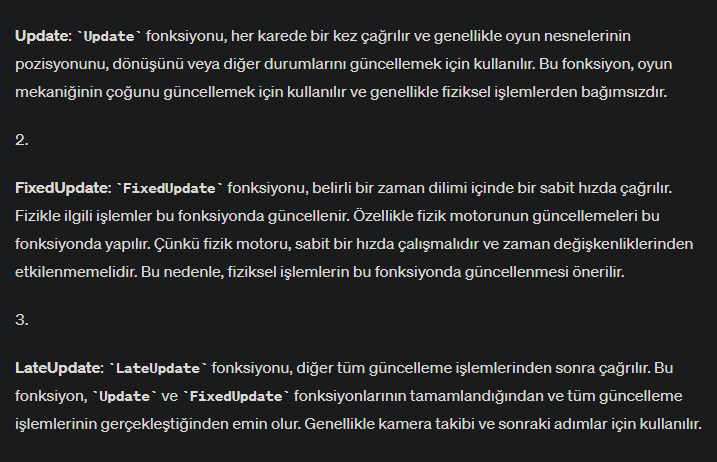 Update: `Update` fonksiyonu, her karede bir kez çağrılır ve genellikle oyun nesnelerinin
pozisyonunu, dönüşünü veya diğer durumlarını güncellemek için kullanılır. Bu fonksiyon, oyun
mekaniğinin çoğunu güncellemek için kullanılır ve genellikle fiziksel işlemlerden bağımsızdır.
2.
FixedUpdate: `FixedUpdate` fonksiyonu, belirli bir zaman dilimi içinde bir sabit hızda çağrılır.
Fizikle ilgili işlemler bu fonksiyonda güncellenir. Özellikle fizik motorunun güncellemeleri bu
fonksiyonda yapılır. Çünkü fizik motoru, sabit bir hızda çalışmalıdır ve zaman değişkenliklerinden
etkilenmemelidir. Bu nedenle, fiziksel işlemlerin bu fonksiyonda güncellenmesi önerilir.
3.
LateUpdate: `LateUpdate` fonksiyonu, diğer tüm güncelleme işlemlerinden sonra çağrılır. Bu
fonksiyon, `Update` ve `FixedUpdate` fonksiyonlarının tamamlandığından ve tüm güncelleme
işlemlerinin gerçekleştiğinden emin olur. Genellikle kamera takibi ve sonraki adımlar için kullanılır.